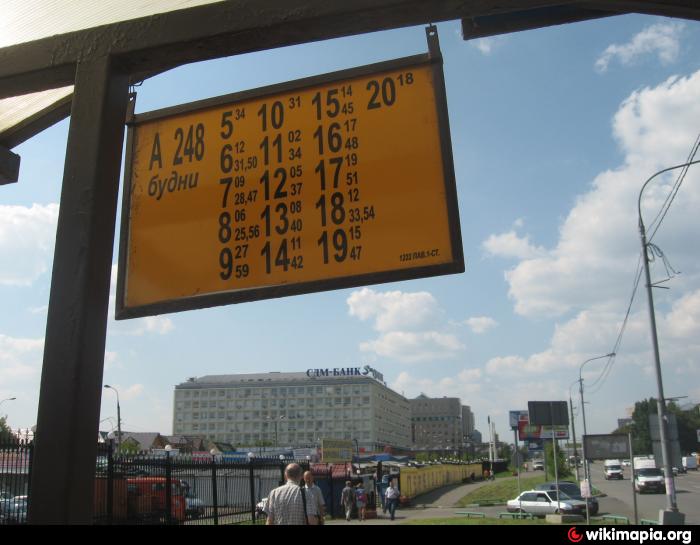 А 248
будни
5 34
6 12 31,50
7 09 28,47
8 06 25,56
9 27 59
10 31
11 02 34
12 05 37
13 08 40
14 11 42
15 14 45
16 17 48
17 19 51
18 12 33,54
19 15 47
20 18
1233 ПАВ.1-СТ.
СДМ-БАНК
wikimapia.org